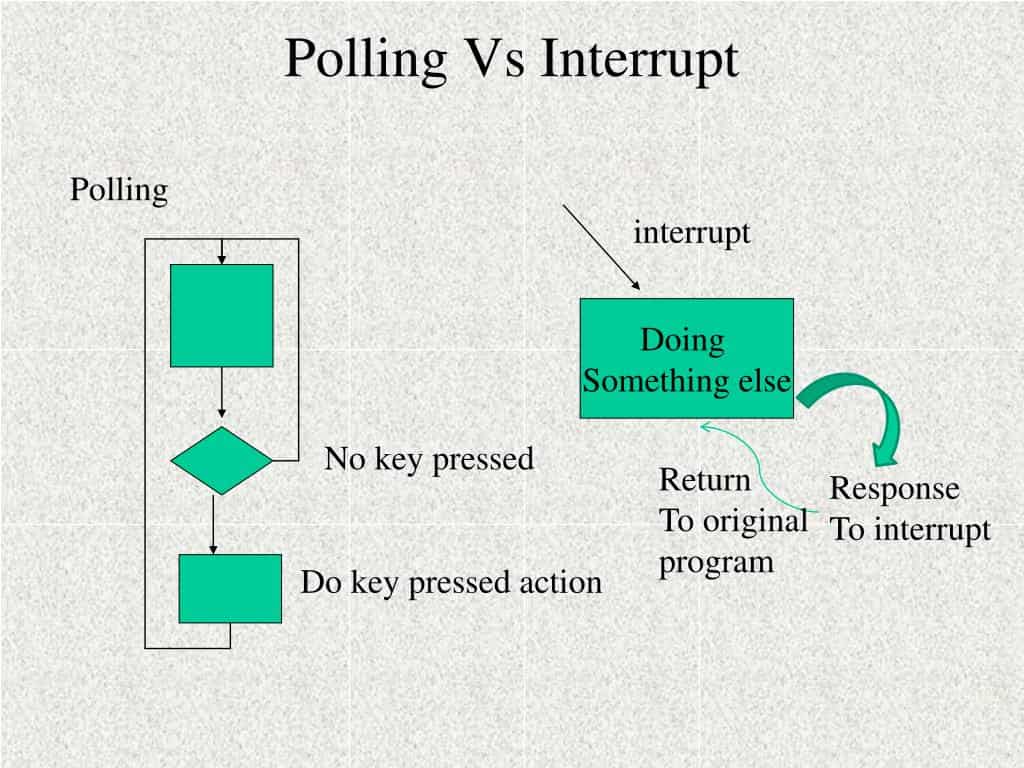 Polling Vs Interrupt
Polling
interrupt
Doing
Something else
No key pressed
Return
To original
program
Response
To interrupt
Do key pressed action